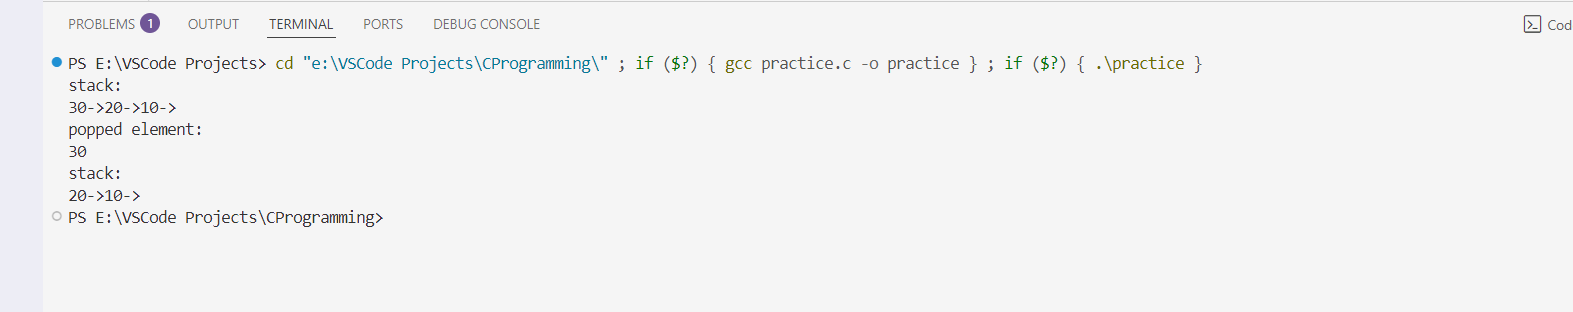 PROBLEMS 1 OUTPUT TERMINAL PORTS DEBUG CONSOLE Cod
PS E:\VSCode Projects> cd "e:\VSCode Projects\CProgramming\" ; if ($?) { gcc practice.c -o practice } ; if ($?) { .\practice }
stack:
30->20->10->
popped element:
30
stack:
20->10->
PS E:\VSCode Projects\CProgramming>